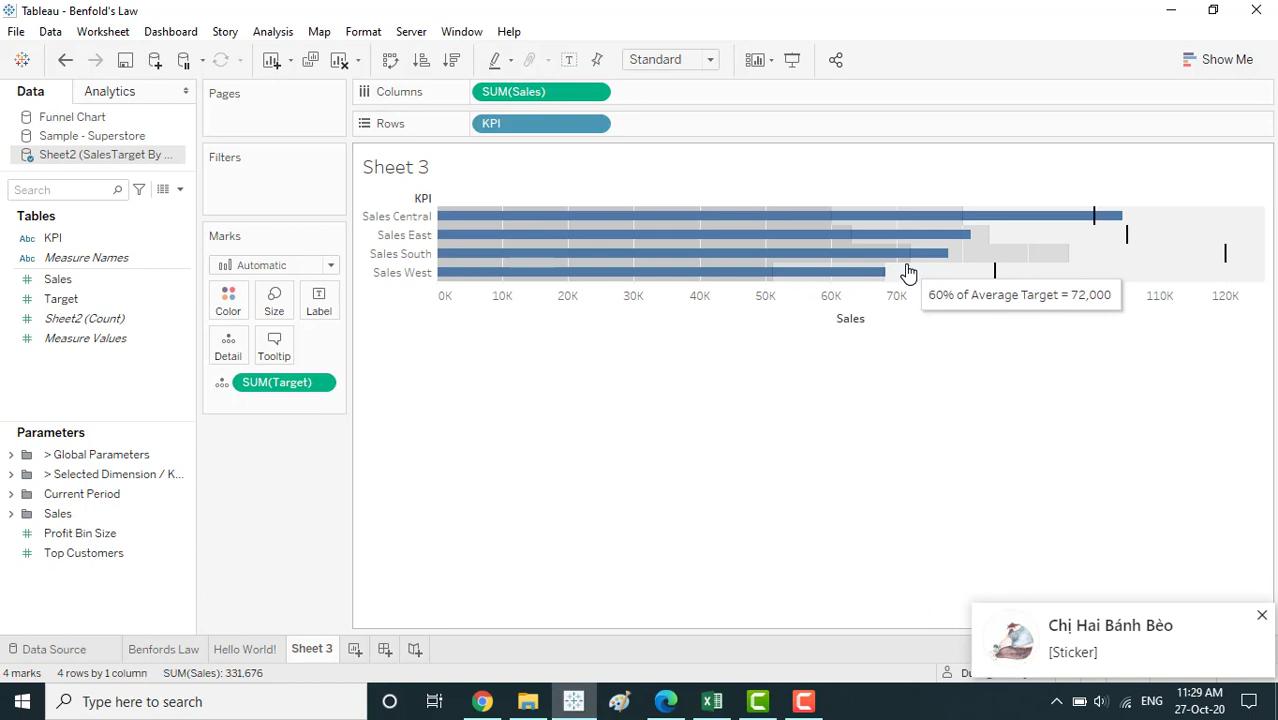 Tableau - Benfold's Law
File Data Worksheet Dashboard Story Analysis Map Format Server Window Help
Standard
Show Me
Data Analytics
Pages
Columns SUM(Sales)
Rows KPI
Funnel Chart
Sample - Superstore
Sheet2 (SalesTarget By ...
Search
Tables
Abc KPI
Abc Measure Names
Sales
Target
Sheet2 (Count)
Measure Values
Parameters
> Global Parameters
> Selected Dimension / K...
Current Period
Sales
Profit Bin Size
Top Customers
Filters
Marks
Automatic
Color Size Label
Detail Tooltip
SUM(Target)
Sheet 3
KPI
Sales Central
Sales East
Sales South
Sales West
0K 10K 20K 30K 40K 50K 60K 70K 110K 120K
60% of Average Target = 72,000
Sales
Chị Hai Bánh Bèo
[Sticker]
Data Source Benfords Law Hello World! Sheet 3
4 marks 4 rows by 1 column SUM(Sales): 331,676
Type here to search
ENG
11:29 AM
27-Oct-20